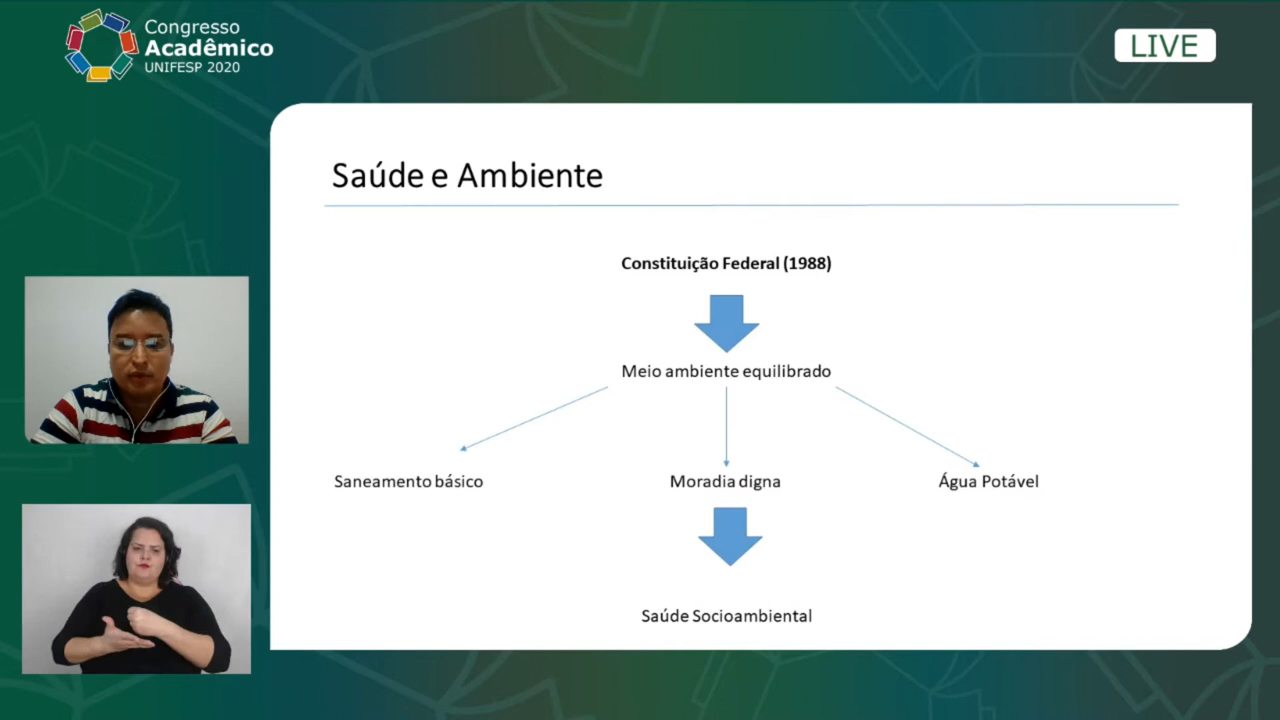 Congresso
Acadêmico
UNIFESP 2020
LIVE
Saúde e Ambiente
Constituição Federal (1988)
Meio ambiente equilibrado
Saneamento básico
Moradia digna
Água Potável
Saúde Socioambiental